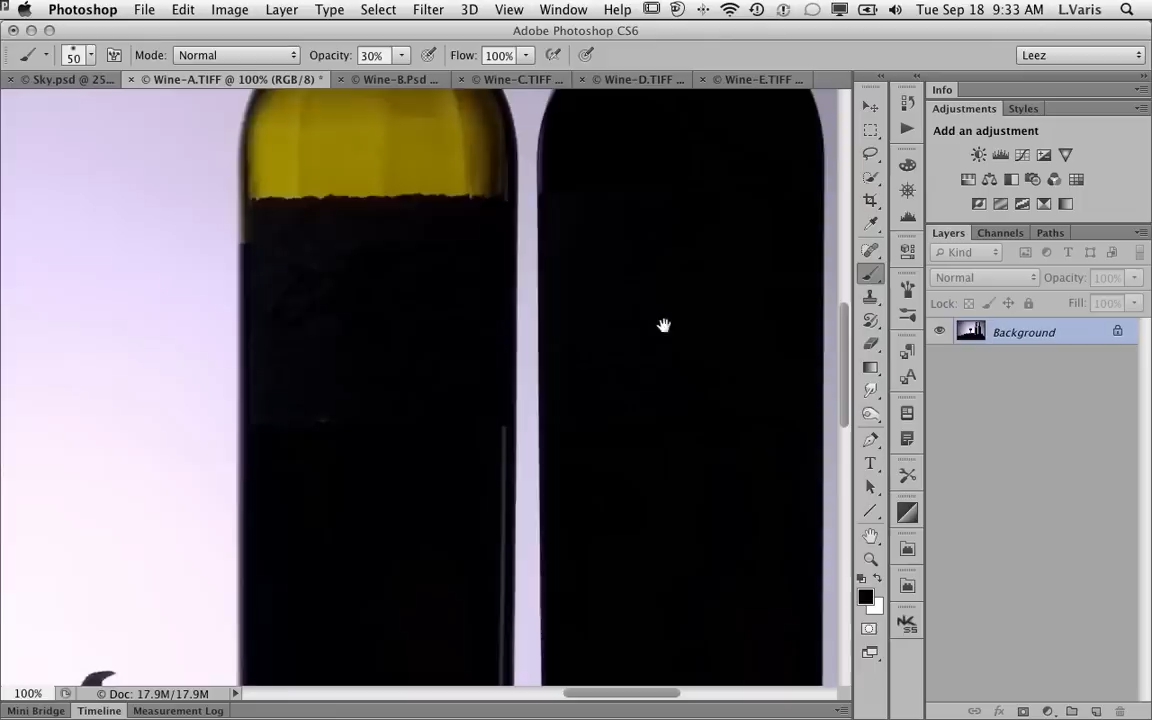 Photoshop File Edit Image Layer Type Select Filter 3D View Window Help Tue Sep 18 9:33 AM L.Varis
Adobe Photoshop CS6
50 Mode: Normal Opacity: 30% Flow: 100% Leez
© Sky.psd @ 25... © Wine-A.TIFF @ 100% (RGB/8) * © Wine-B.Psd ... © Wine-C.TIFF ... © Wine-D.TIFF ... © Wine-E.TIFF ...
Info
Adjustments Styles
Add an adjustment
Layers Channels Paths
Kind
Normal Opacity: 100%
Lock: Fill: 100%
Background
100% © Doc: 17.9M/17.9M
Mini Bridge Timeline Measurement Log